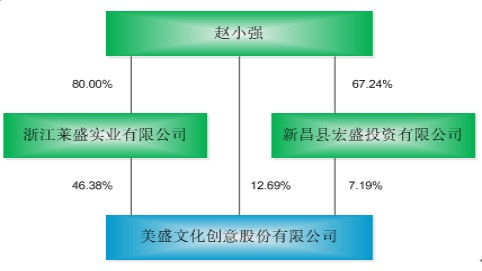 赵小强
80.00%
67.24%
浙江莱盛实业有限公司
新昌县宏盛投资有限公司
46.38%
12.69%
7.19%
美盛文化创意股份有限公司